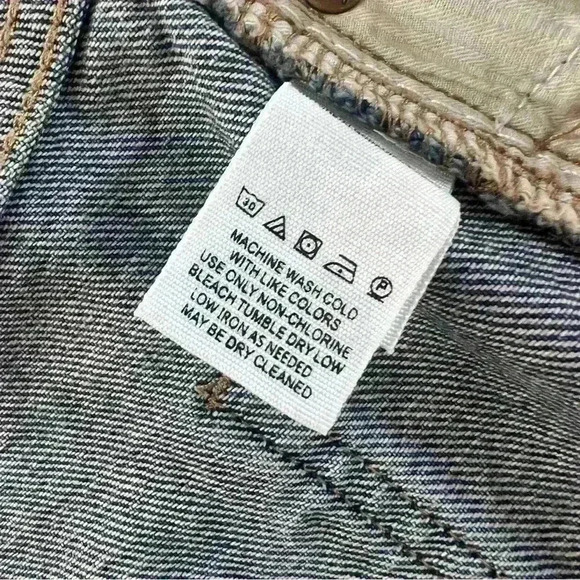 30 P
MACHINE WASH COLD
WITH LIKE COLORS
USE ONLY NON-CHLORINE
BLEACH TUMBLE DRY LOW
LOW IRON AS NEEDED
MAY BE DRY CLEANED